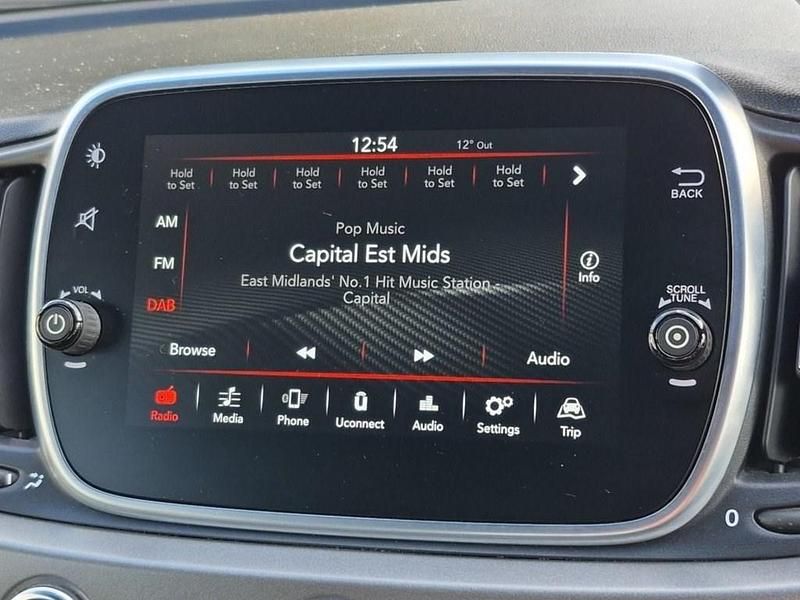 12:54
12° Out
Hold to Set
Hold to Set
Hold to Set
Hold to Set
Hold to Set
Hold to Set
BACK
AM
FM
DAB
Pop Music
Capital Est Mids
East Midlands' No.1 Hit Music Station -
Capital
i
Info
VOL
SCROLL
TUNE
Browse
Audio
Radio
Media
Phone
Uconnect
Audio
Settings
Trip
0